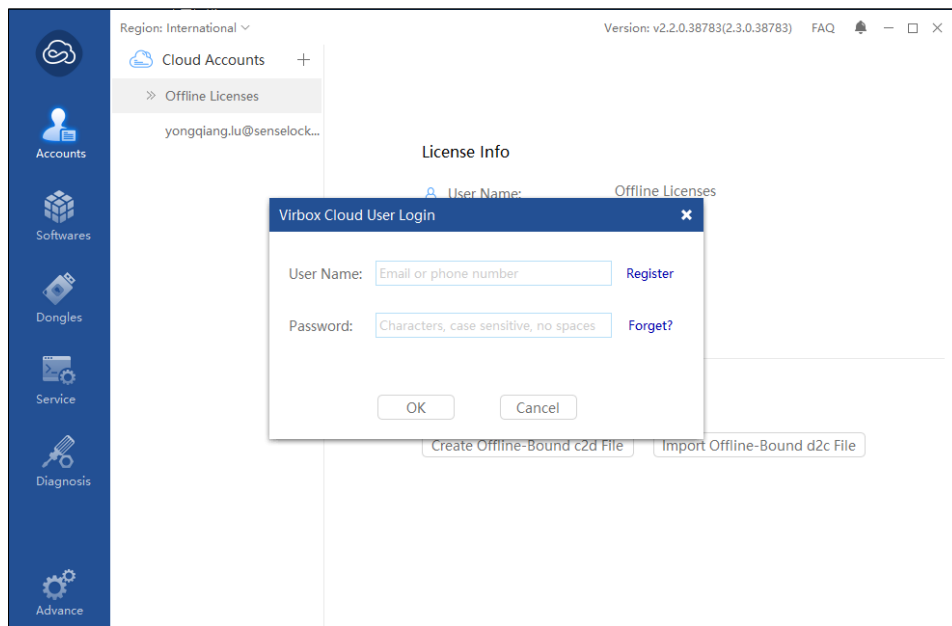 Region: International
Version: v2.2.0.38783(2.3.0.38783) FAQ
Cloud Accounts
Offline Licenses
yongqiang.lu@senselock...
Accounts
Softwares
Dongles
Service
Diagnosis
Advance
License Info
User Name: Offline Licenses
Virbox Cloud User Login
User Name: Email or phone number Register
Password: Characters, case sensitive, no spaces Forget?
OK Cancel
Create Offline-Bound c2d File Import Offline-Bound d2c File